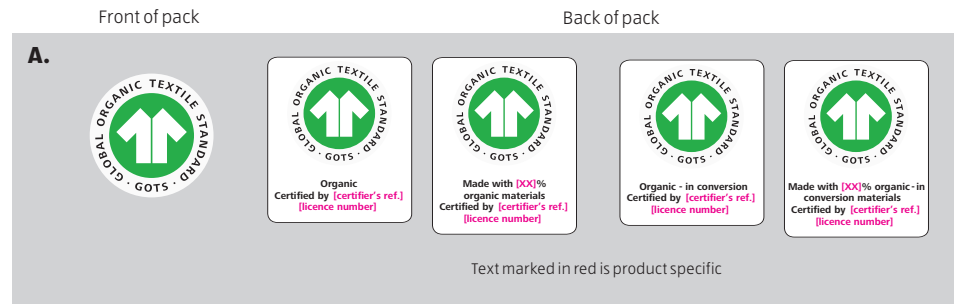 Front of pack
Back of pack
A.
GLOBAL ORGANIC TEXTILE STANDARD · GOTS ·
GLOBAL ORGANIC TEXTILE STANDARD · GOTS ·
Organic
Certified by [certifier's ref.]
[licence number]
GLOBAL ORGANIC TEXTILE STANDARD · GOTS ·
Made with [XX]%
organic materials
Certified by [certifier's ref.]
[licence number]
GLOBAL ORGANIC TEXTILE STANDARD · GOTS ·
Organic - in conversion
Certified by [certifier's ref.]
[licence number]
GLOBAL ORGANIC TEXTILE STANDARD · GOTS ·
Made with [XX]% organic - in
conversion materials
Certified by [certifier's ref.]
[licence number]
Text marked in red is product specific